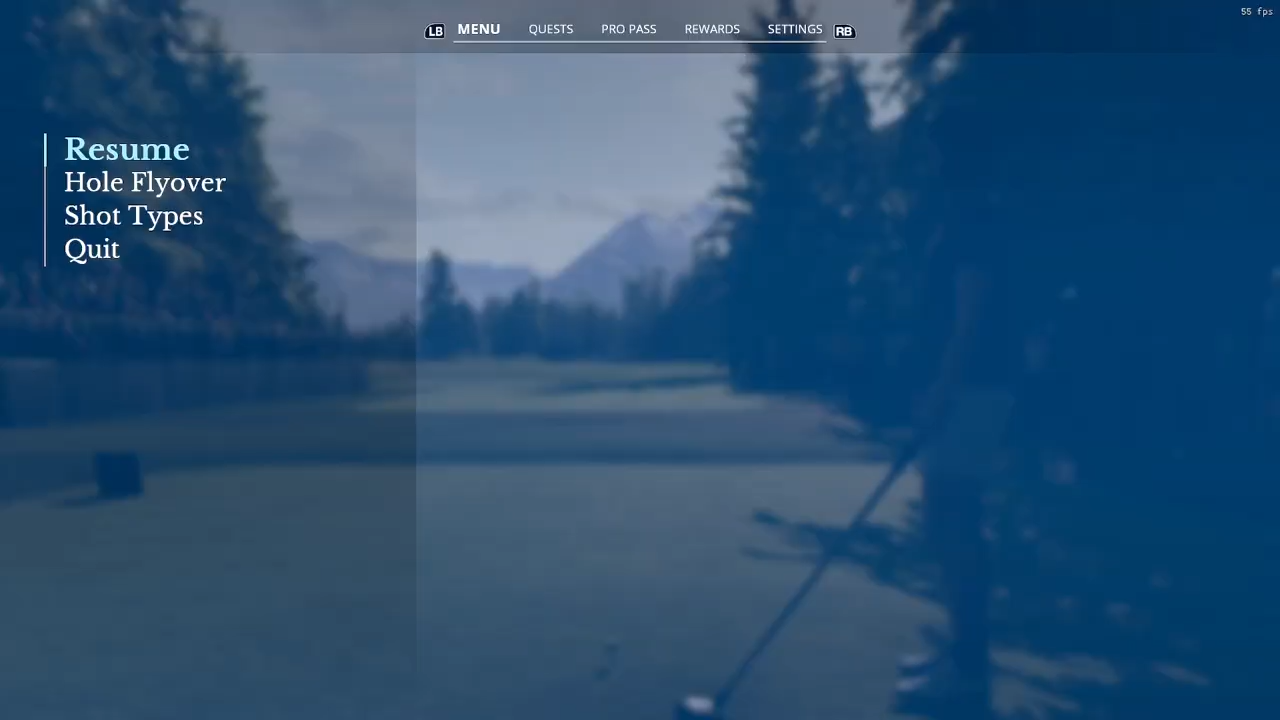 55 fps
LB MENU QUESTS PRO PASS REWARDS SETTINGS RB
Resume
Hole Flyover
Shot Types
Quit